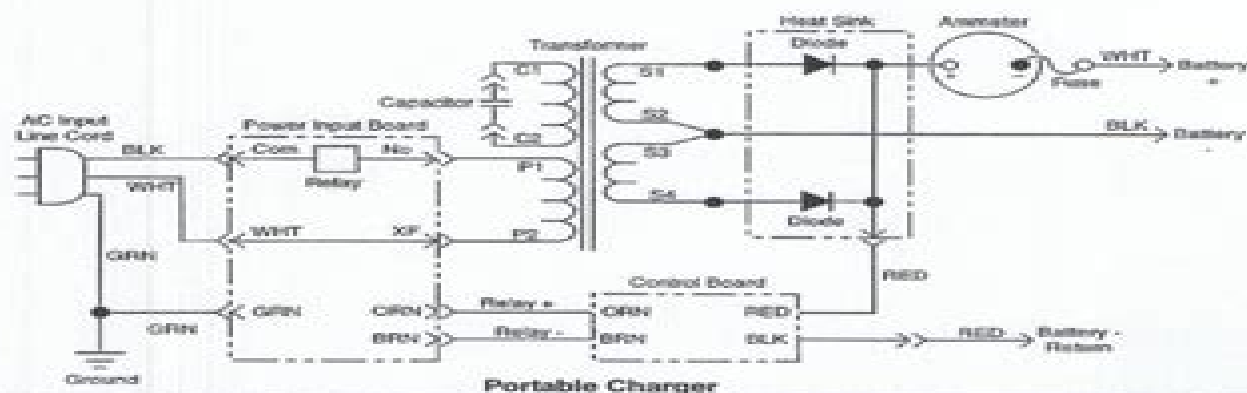 Heat Sink
Ammeter
Diode
Transformer
C1
S1
WHT
Battery
+
Fuse
Capacitor
S2
AC Input
Line Cord
Power Input Board
C2
BLK
Battery
-
BLK
Com
No
S3
P1
Relay
WHT
S4
Diode
WHT
XF
P2
GRN
RED
Control Board
GRN
ORN
Relay +
ORN
RED
GRN
BRN
Relay -
BRN
BLK
RED
Battery -
Return
Ground
Portable Charger